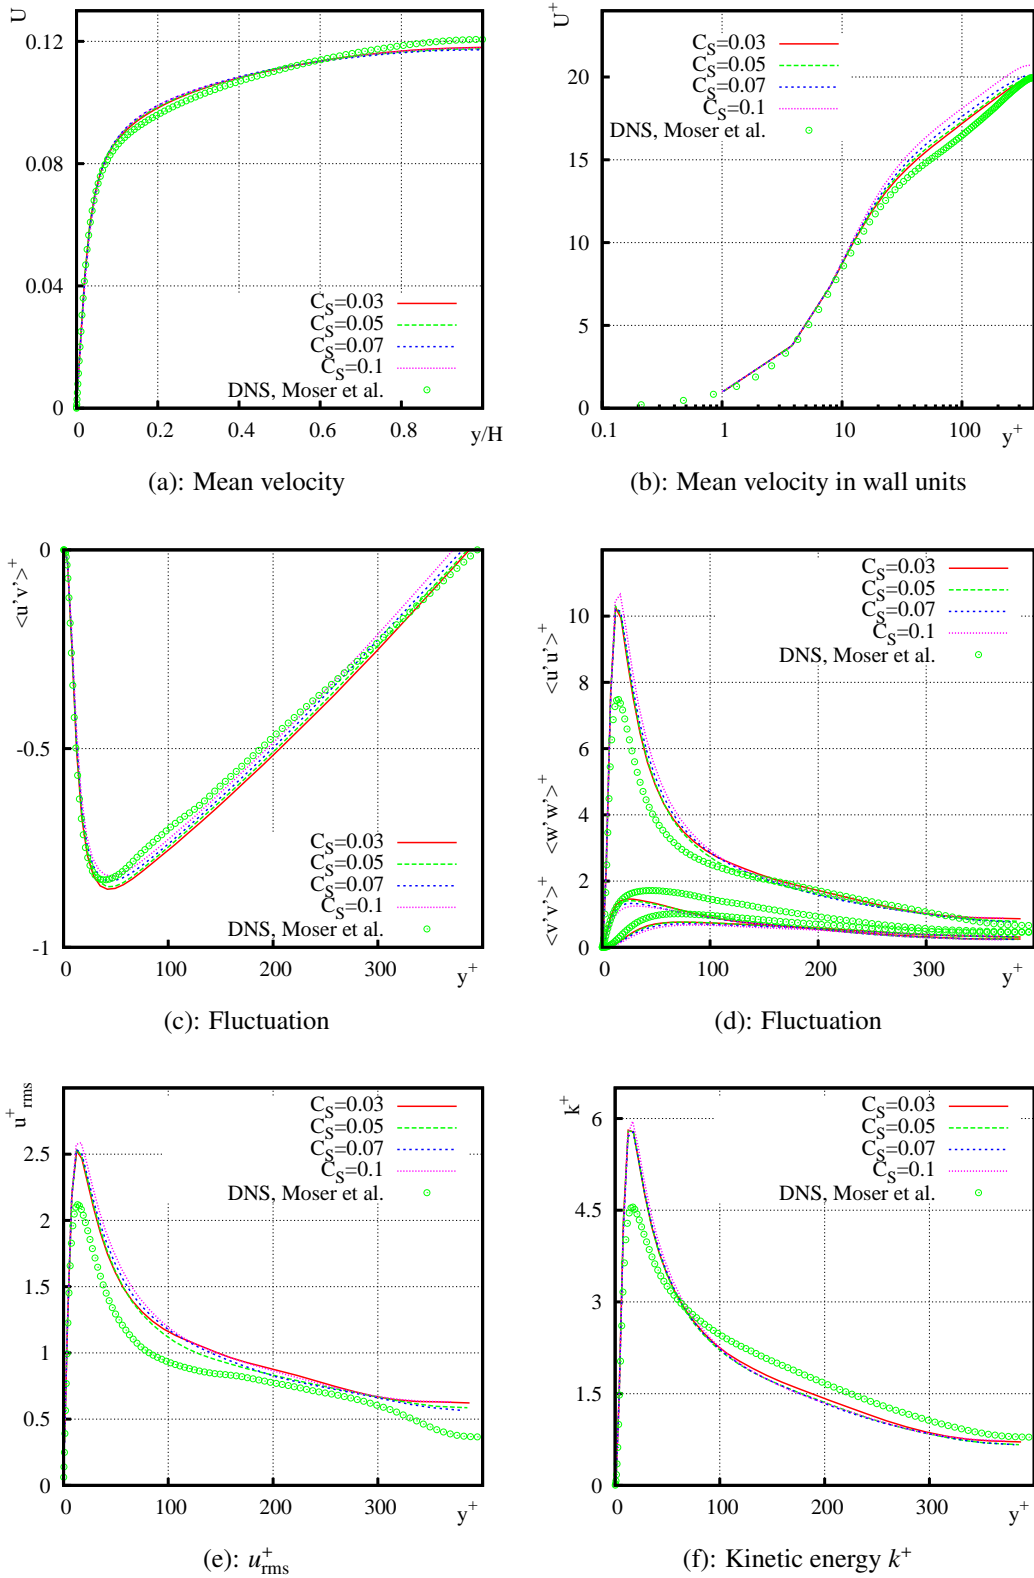 U
0.12
0.08
0.04
0
0 0.2 0.4 0.6 0.8 y/H
C_S=0.03
C_S=0.05
C_S=0.07
C_S=0.1
DNS, Moser et al.
(a): Mean velocity
U^+
20
15
10
5
0
0.1 1 10 100 y^+
C_S=0.03
C_S=0.05
C_S=0.07
C_S=0.1
DNS, Moser et al.
(b): Mean velocity in wall units
<u'v'>^+
0
-0.5
-1
0 100 200 300 y^+
C_S=0.03
C_S=0.05
C_S=0.07
C_S=0.1
DNS, Moser et al.
(c): Fluctuation
<v'v'>^+ <w'w'>^+ <u'u'>^+
10
8
6
4
2
0
0 100 200 300 y^+
C_S=0.03
C_S=0.05
C_S=0.07
C_S=0.1
DNS, Moser et al.
(d): Fluctuation
u^+_rms
2.5
2
1.5
1
0.5
0
0 100 200 300 y^+
C_S=0.03
C_S=0.05
C_S=0.07
C_S=0.1
DNS, Moser et al.
(e): u^+_rms
k^+
6
4.5
3
1.5
0
0 100 200 300 y^+
C_S=0.03
C_S=0.05
C_S=0.07
C_S=0.1
DNS, Moser et al.
(f): Kinetic energy k^+